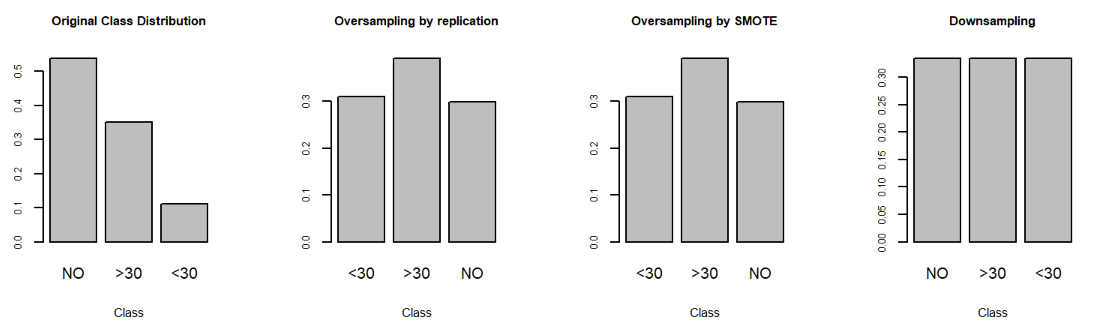 Original Class Distribution
0.5
0.4
0.3
0.2
0.1
0.0
NO >30 <30
Class
Oversampling by replication
0.3
0.2
0.1
0.0
<30 >30 NO
Class
Oversampling by SMOTE
0.3
0.2
0.1
0.0
<30 >30 NO
Class
Downsampling
0.30
0.25
0.20
0.15
0.10
0.05
0.00
NO >30 <30
Class